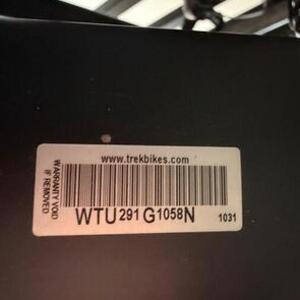 www.trekbikes.com
WARRANTY VOID
IF REMOVED
WTU291G1058N 1031